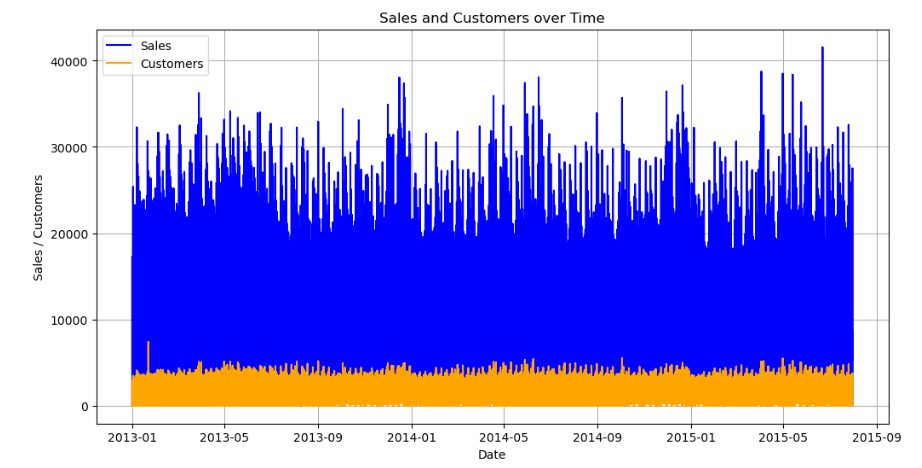 Sales and Customers over Time
Sales
Customers
Sales / Customers
40000
30000
20000
10000
0
2013-01
2013-05
2013-09
2014-01
2014-05
2014-09
2015-01
2015-05
2015-09
Date